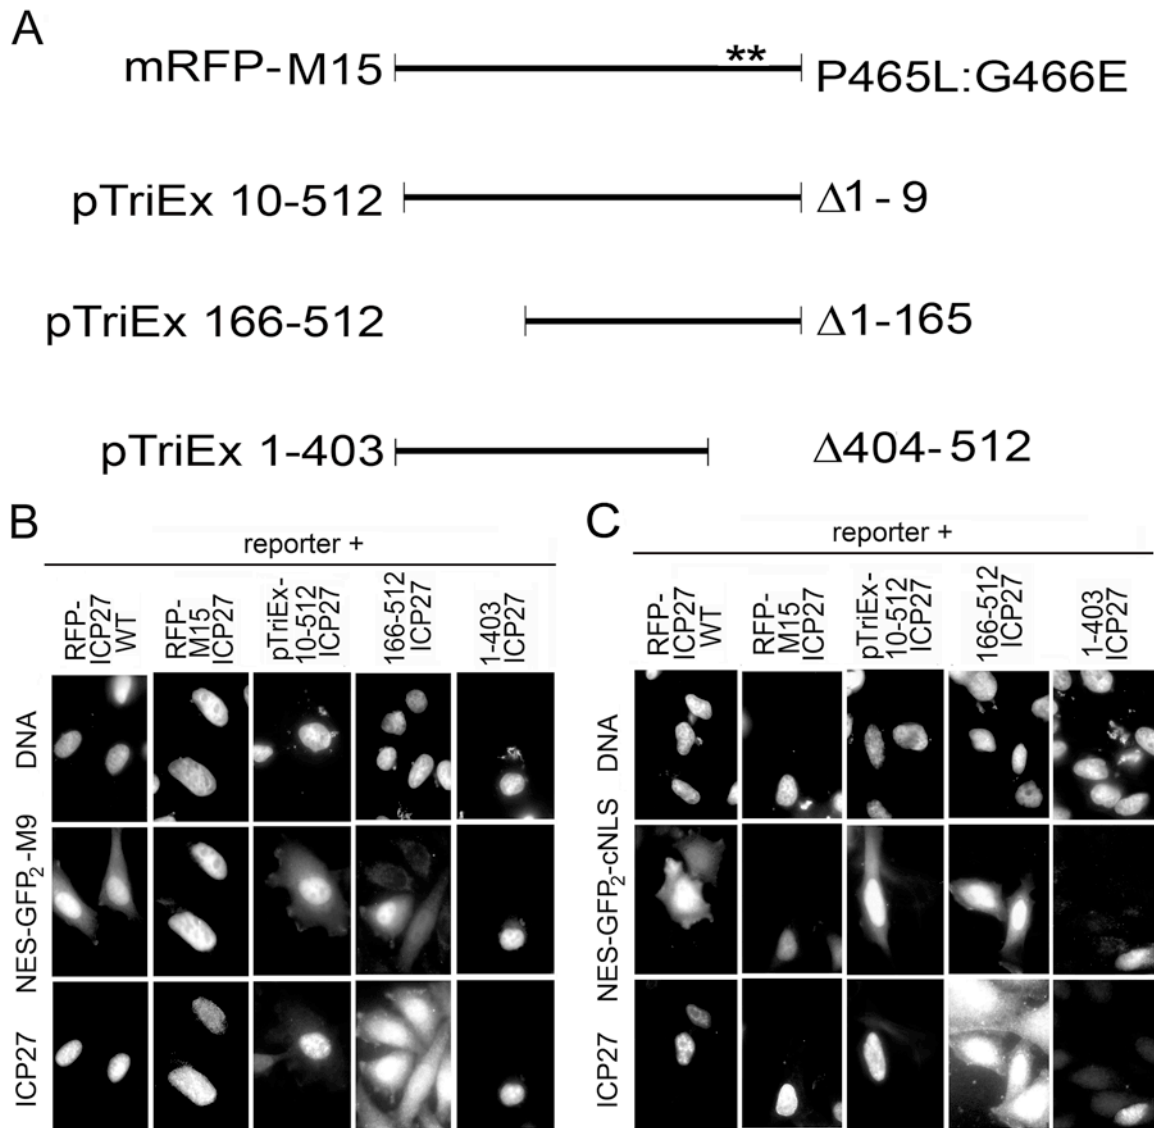 A
mRFP-M15
**
P465L:G466E
pTriEx 10-512
Δ1-9
pTriEx 166-512
Δ1-165
pTriEx 1-403
Δ404-512
B
reporter +
RFP-
ICP27
WT
RFP-
M15
ICP27
pTriEx-
10-512
ICP27
166-512
ICP27
1-403
ICP27
DNA
NES-GFP₂-M9
ICP27
C
reporter +
RFP-
ICP27
WT
RFP-
M15
ICP27
pTriEx-
10-512
ICP27
166-512
ICP27
1-403
ICP27
DNA
NES-GFP₂-cNLS
ICP27